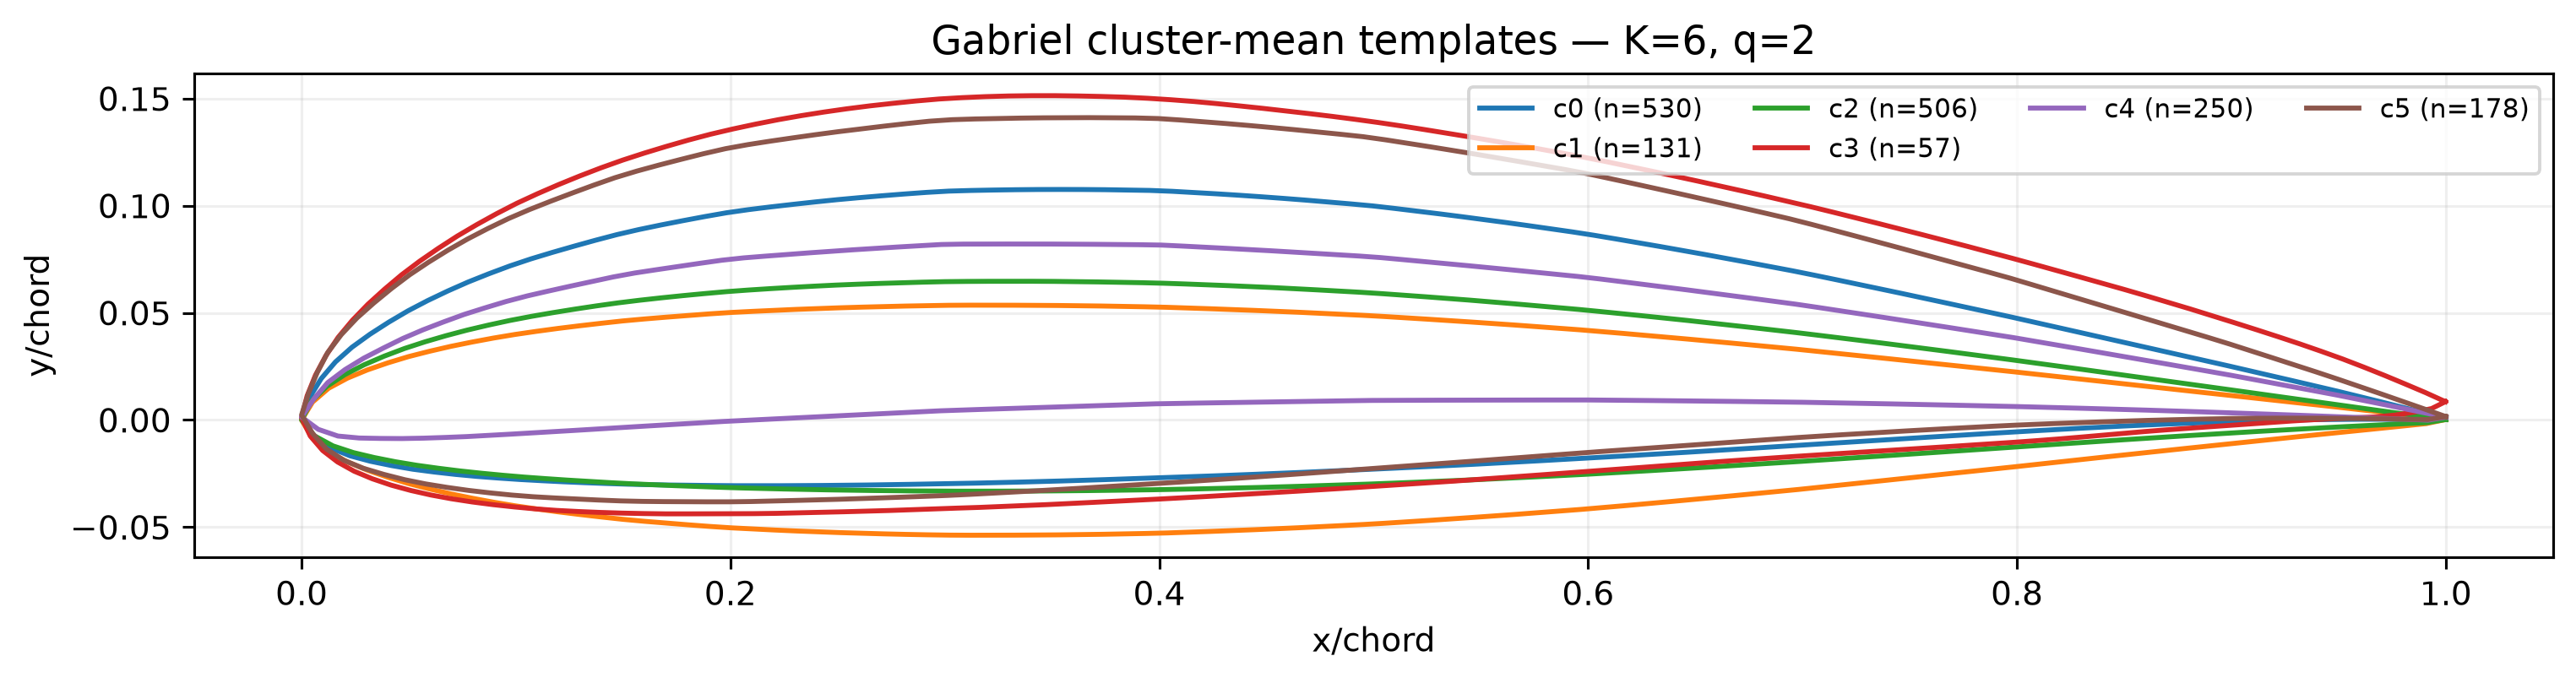 Gabriel cluster-mean templates — K=6, q=2
c0 (n=530) c2 (n=506) c4 (n=250) c5 (n=178)
c1 (n=131) c3 (n=57)
0.15
0.10
0.05
0.00
−0.05
y/chord
0.0 0.2 0.4 0.6 0.8 1.0
x/chord